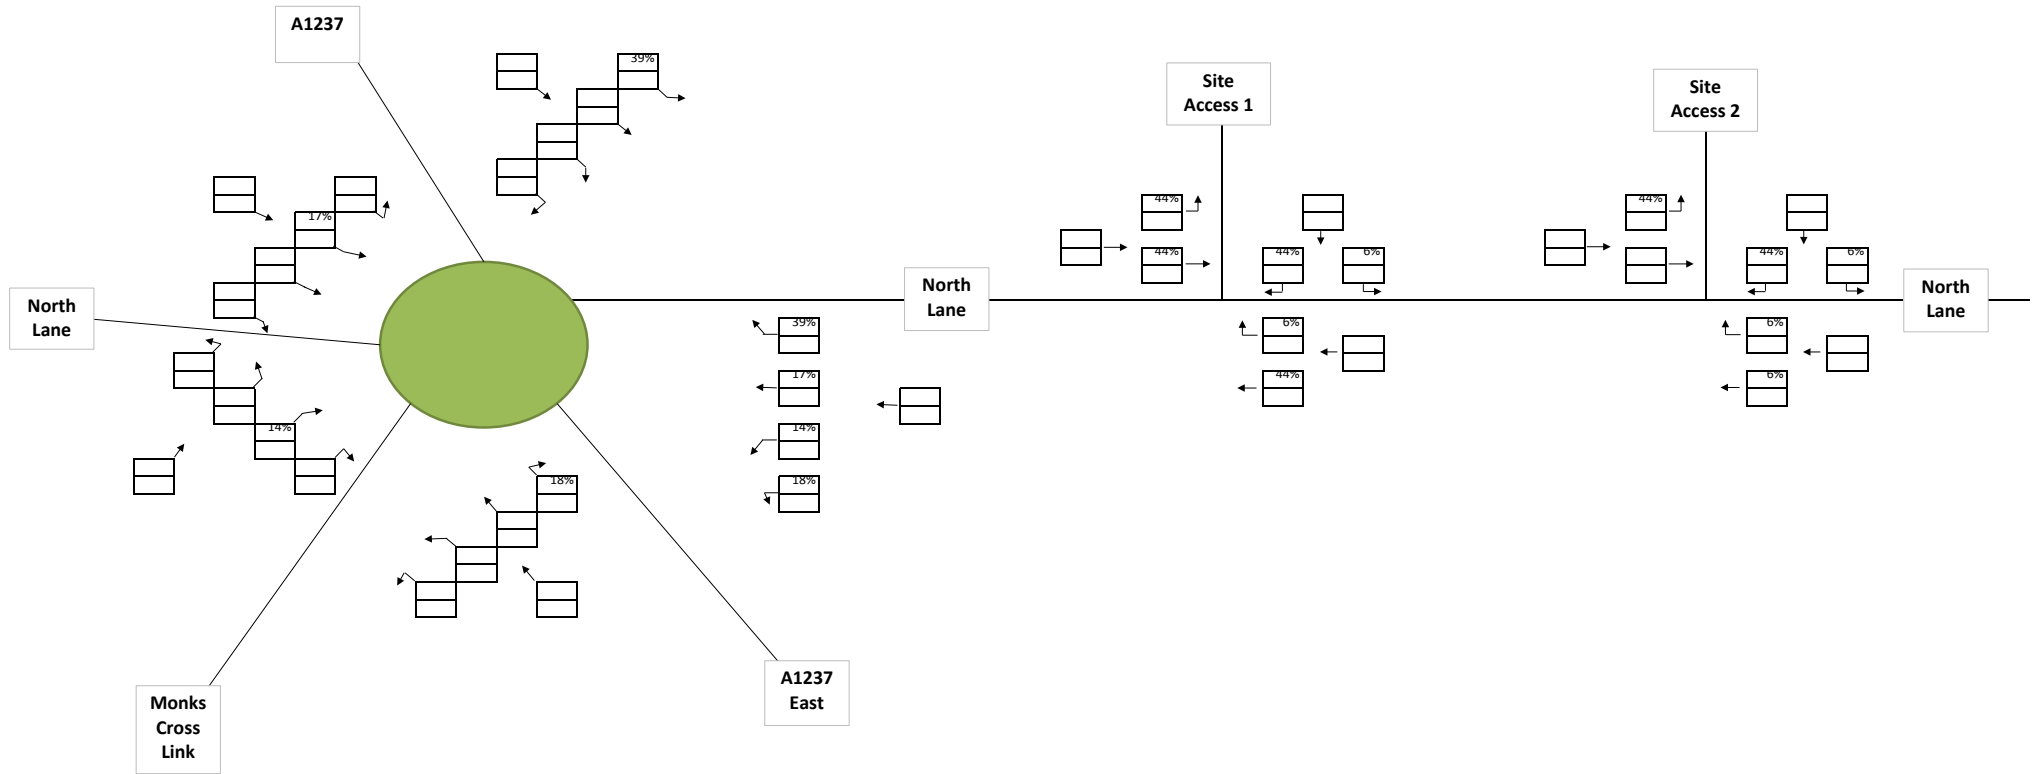 A1237
39%
Site
Access 1
Site
Access 2
17%
44%
44%
44%
6%
44%
44%
6%
North
Lane
North
Lane
North
Lane
39%
17%
14%
18%
6%
44%
6%
6%
14%
18%
A1237
East
Monks
Cross
Link